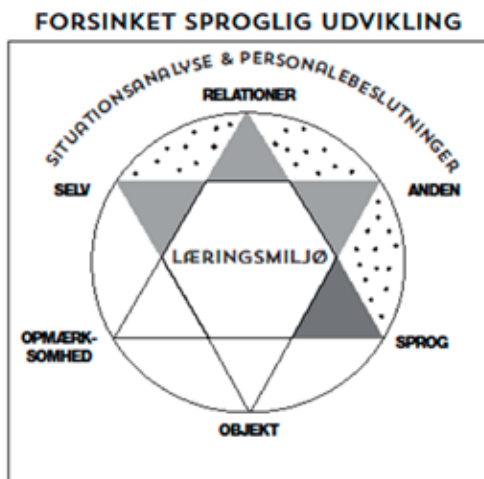 FORSINKET SPROGLIG UDVIKLING
SITUATIONSANALYSE & PERSONALEBESLUTNINGER
RELATIONER
SELV
ANDEN
LÆRINGSMILJØ
OPMÆRK-
SOMHED
SPROG
OBJEKT